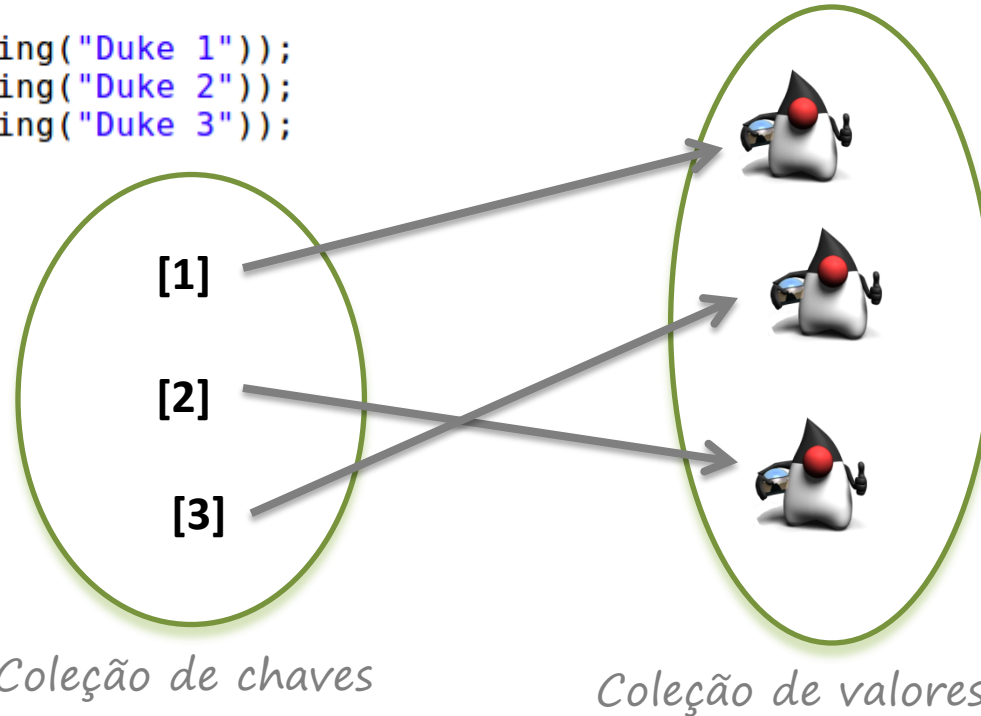 ing("Duke 1"));
ing("Duke 2"));
ing("Duke 3"));
[1]
[2]
[3]
Coleção de chaves
Coleção de valores